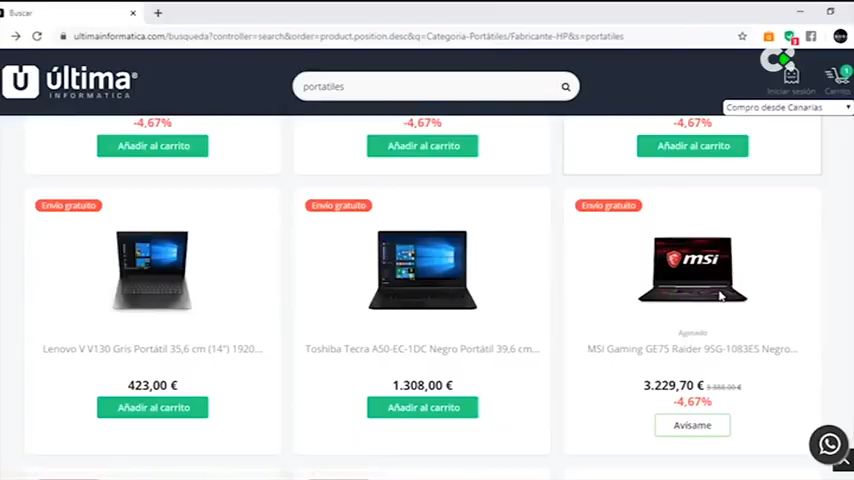 Buscar
ultimainformatica.com/busqueda?controller=search&order=product.position.desc&q=Categoria-Portátiles/Fabricante-HP&s=portatiles
última®
INFORMATICA
portatiles
Iniciar sesión
1
Carrito
Compro desde Canarias
-4,67%
-4,67%
-4,67%
Añadir al carrito
Añadir al carrito
Añadir al carrito
Envío gratuito
Envío gratuito
Envío gratuito
msi
Agotado
Lenovo V V130 Gris Portátil 35,6 cm (14") 1920...
Toshiba Tecra A50-EC-1DC Negro Portátil 39,6 cm...
MSI Gaming GE75 Raider 9SG-1083ES Negro...
423,00 €
1.308,00 €
3.229,70 €
-4,67%
Añadir al carrito
Añadir al carrito
Avísame